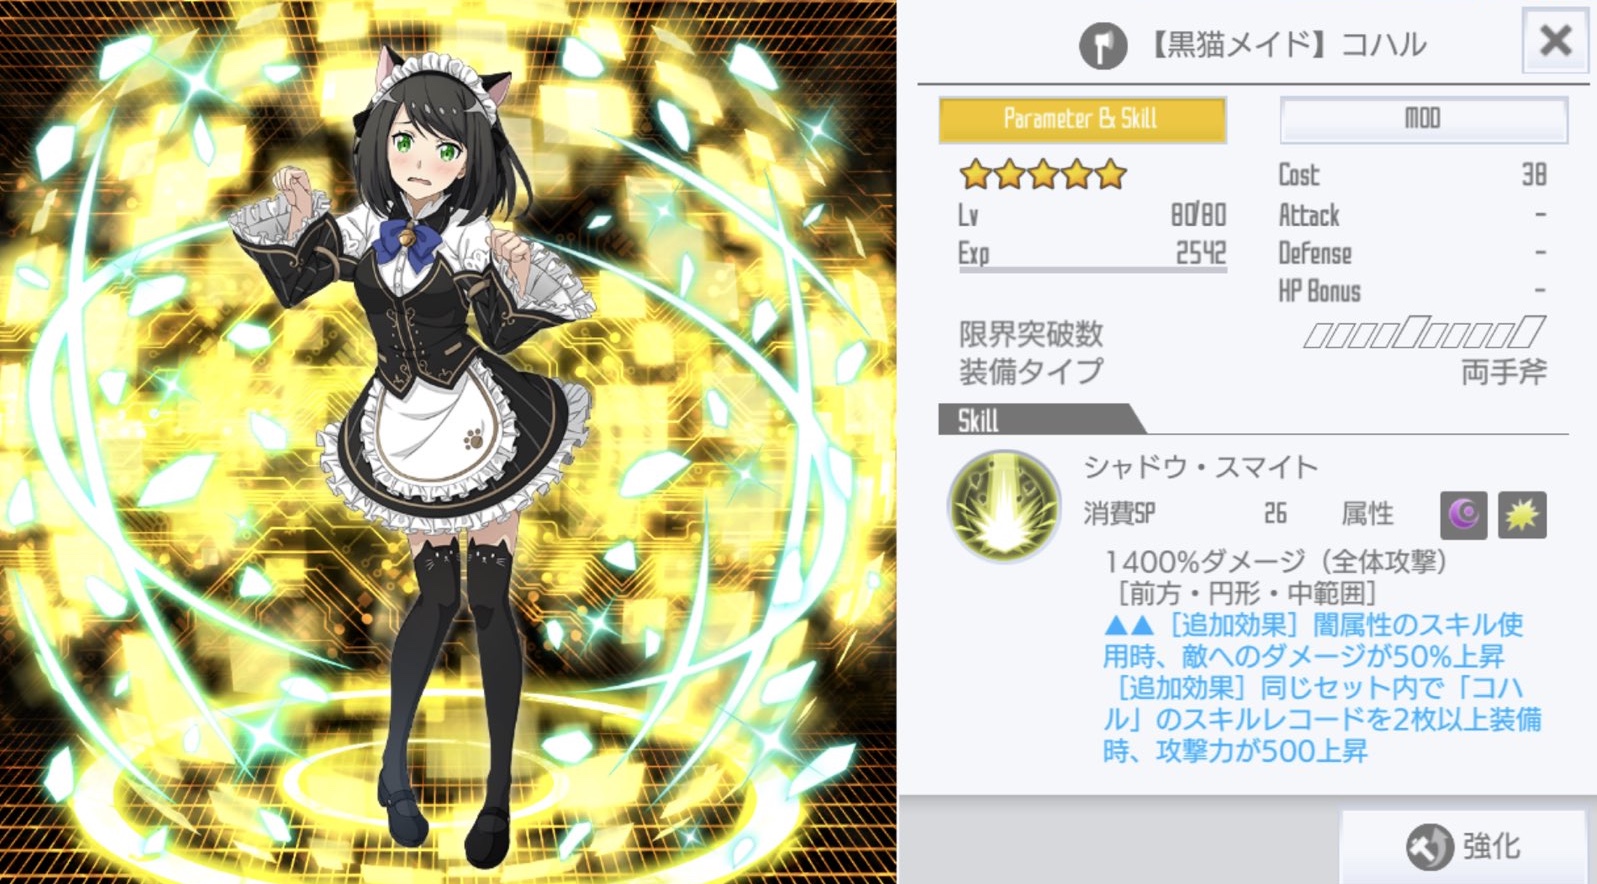 【黒猫メイド】コハル
Parameter & Skill
MOD
Lv 80/80
Exp 2542
Cost 38
Attack -
Defense -
HP Bonus -
限界突破数
装備タイプ 両手斧
Skill
シャドウ・スマイト
消費SP 26 属性
1400%ダメージ（全体攻撃）
［前方・円形・中範囲］
▲▲［追加効果］闇属性のスキル使
用時、敵へのダメージが50%上昇
［追加効果］同じセット内で「コハ
ル」のスキルレコードを2枚以上装備
時、攻撃力が500上昇
強化